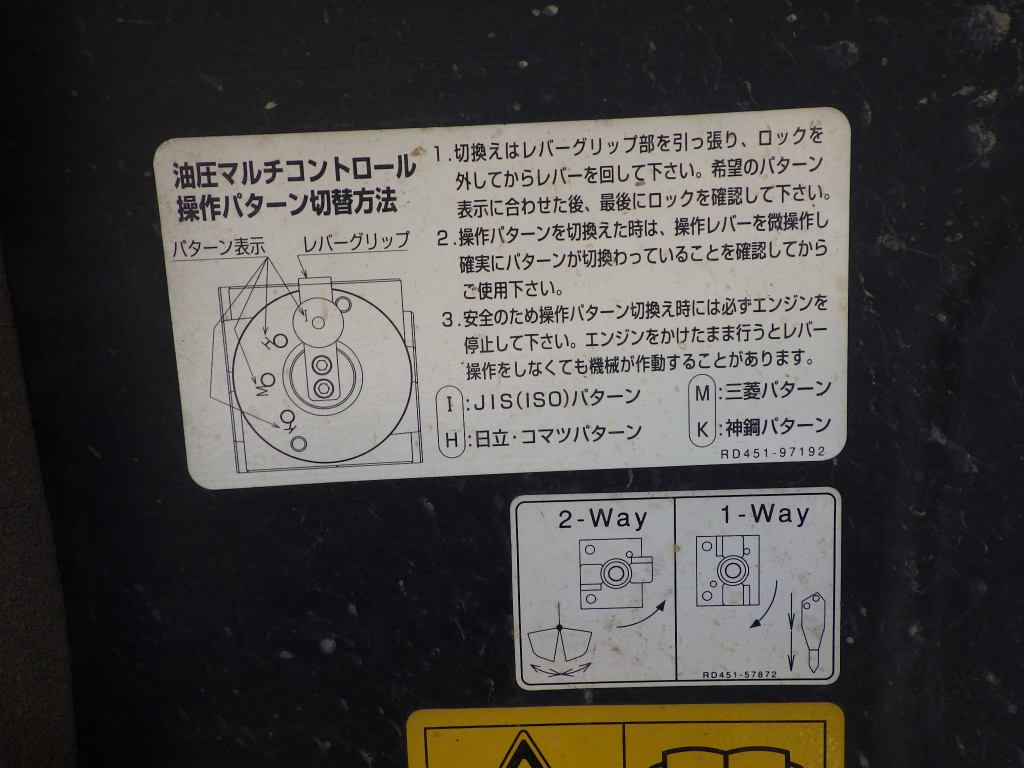 油圧マルチコントロール
操作パターン切替方法
パターン表示
レバーグリップ
H
M
K
1.切換えはレバーグリップ部を引っ張り、ロックを
外してからレバーを回して下さい。希望のパターン
表示に合わせた後、最後にロックを確認して下さい。
2.操作パターンを切換えた時は、操作レバーを微操作し
確実にパターンが切換わっていることを確認してから
ご使用下さい。
3.安全のため操作パターン切換え時には必ずエンジンを
停止して下さい。エンジンをかけたまま行うとレバー
操作をしなくても機械が作動することがあります。
I:JIS(ISO)パターン
M:三菱パターン
H:日立・コマツパターン
K:神鋼パターン
RD451-97192
2-Way
1-Way
RD451-57872